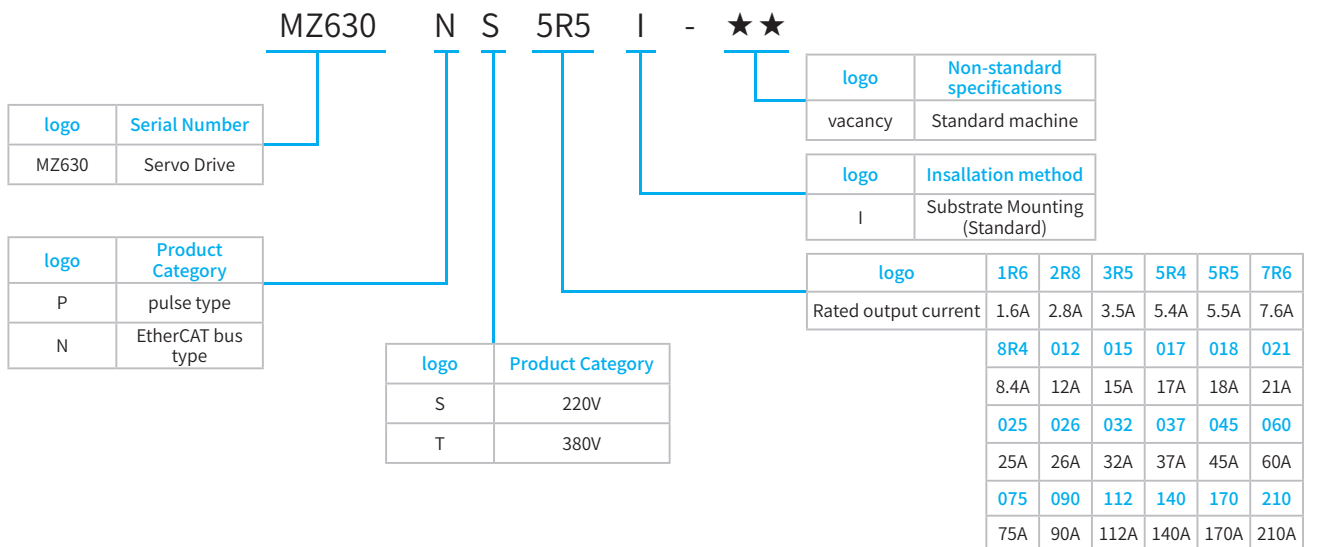 MZ630 N S 5R5 I - ★★
logo Non-standard
specifications
vacancy Standard machine
logo Serial Number
MZ630 Servo Drive
logo Insallation method
I Substrate Mounting
(Standard)
logo Product
Category
P pulse type
N EtherCAT bus
type
logo 1R6 2R8 3R5 5R4 5R5 7R6
Rated output current 1.6A 2.8A 3.5A 5.4A 5.5A 7.6A
8R4 012 015 017 018 021
8.4A 12A 15A 17A 18A 21A
025 026 032 037 045 060
25A 26A 32A 37A 45A 60A
075 090 112 140 170 210
75A 90A 112A 140A 170A 210A
logo Product Category
S 220V
T 380V